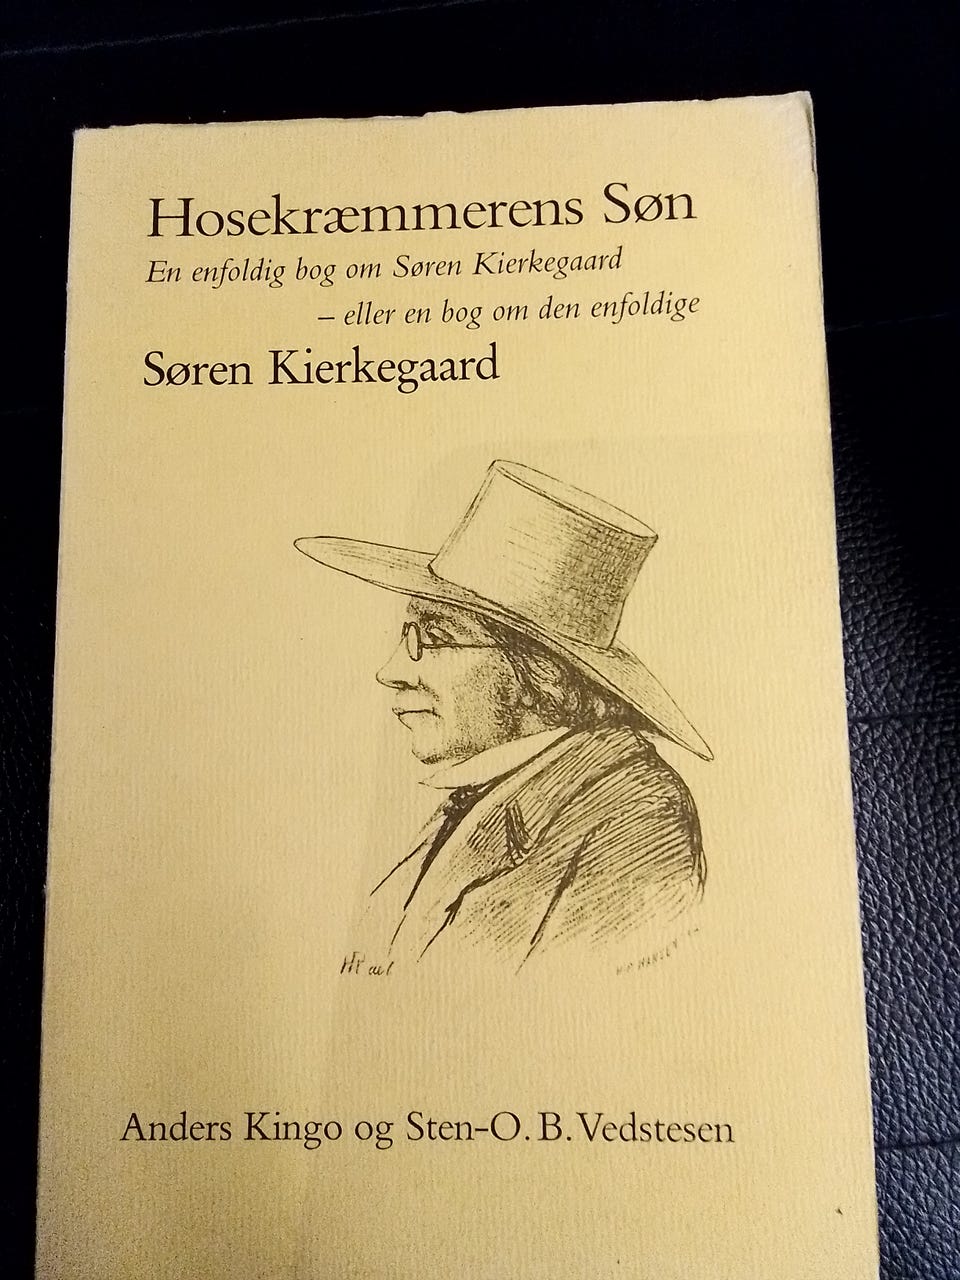 Hosekræmmerens Søn
En enfoldig bog om Søren Kierkegaard
– eller en bog om den enfoldige
Søren Kierkegaard
HANSEN
Anders Kingo og Sten-O. B. Vedstesen